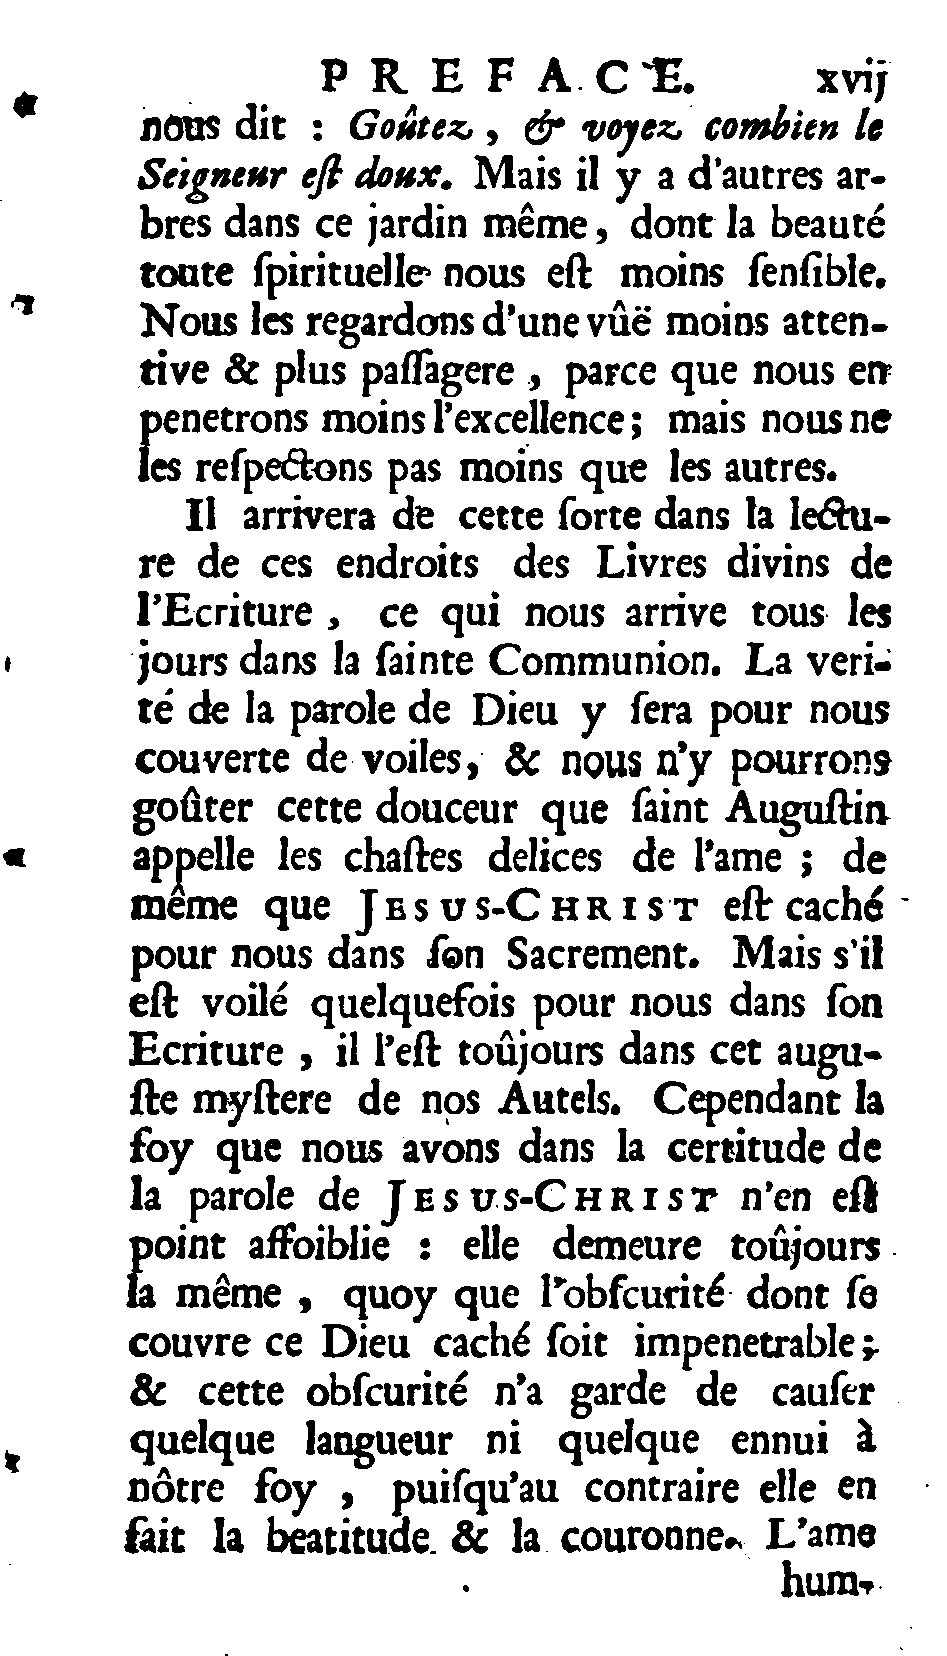 PREFACE. xvij
nous dit : Goûtez, & voyez combien le
Seigneur eſt doux. Mais il y a d'autres ar-
bres dans ce jardin même, dont la beauté
toute ſpirituelle nous eſt moins ſenſible.
Nous les regardons d'une vûë moins atten-
tive & plus paſſagere, parce que nous en
penetrons moins l'excellence; mais nous ne
les reſpectons pas moins que les autres.
Il arrivera de cette ſorte dans la lectu-
re de ces endroits des Livres divins de
l'Ecriture, ce qui nous arrive tous les
jours dans la ſainte Communion. La veri-
té de la parole de Dieu y ſera pour nous
couverte de voiles, & nous n'y pourrons
goûter cette douceur que ſaint Auguſtin
appelle les chaſtes delices de l'ame ; de
même que JESUS-CHRIST eſt caché
pour nous dans ſon Sacrement. Mais s'il
eſt voilé quelquefois pour nous dans ſon
Ecriture, il l'eſt toûjours dans cet augu-
ſte myſtere de nos Autels. Cependant la
foy que nous avons dans la certitude de
la parole de JESUS-CHRIST n'en eſt
point affoiblie : elle demeure toûjours
la même, quoy que l'obſcurité dont ſe
couvre ce Dieu caché ſoit impenetrable;
& cette obſcurité n'a garde de cauſer
quelque langueur ni quelque ennui à
nôtre foy, puiſqu'au contraire elle en
fait la beatitude & la couronne. L'ame
hum-